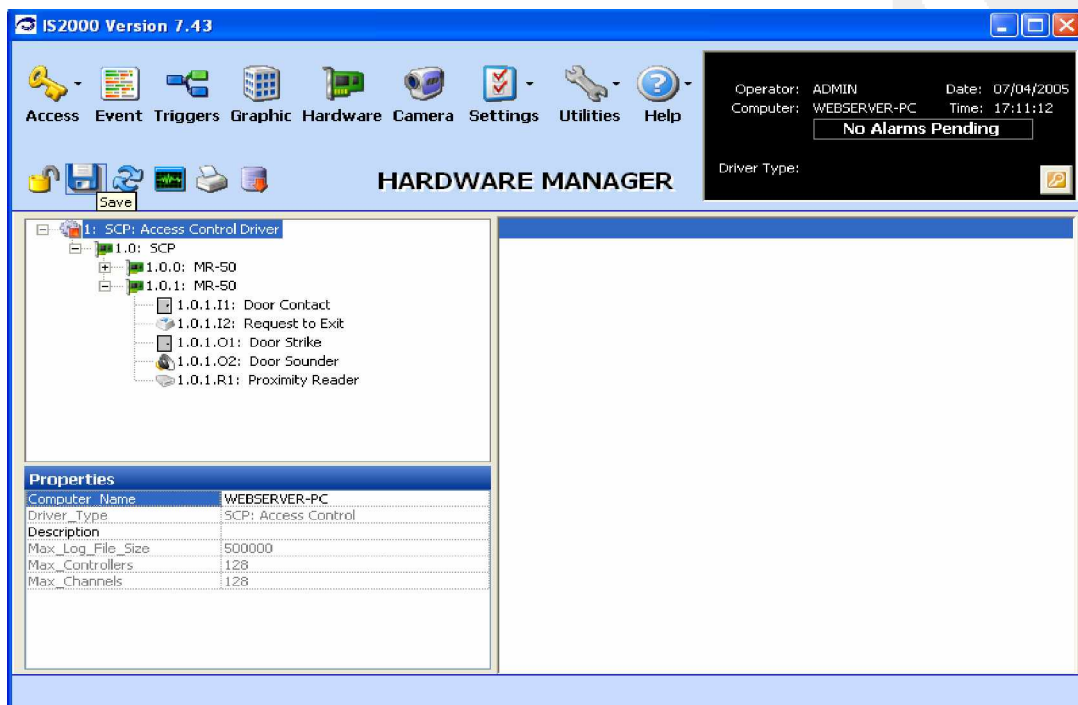 IS2000 Version 7.43
Access Event Triggers Graphic Hardware Camera Settings Utilities Help
Operator: ADMIN Date: 07/04/2005
Computer: WEBSERVER-PC Time: 17:11:12
No Alarms Pending
Driver Type:
HARDWARE MANAGER
Save
1: SCP: Access Control Driver
1.0: SCP
1.0.0: MR-50
1.0.1: MR-50
1.0.1.I1: Door Contact
1.0.1.I2: Request to Exit
1.0.1.O1: Door Strike
1.0.1.O2: Door Sounder
1.0.1.R1: Proximity Reader
Properties
Computer_Name WEBSERVER-PC
Driver_Type SCP: Access Control
Description
Max_Log_File_Size 500000
Max_Controllers 128
Max_Channels 128